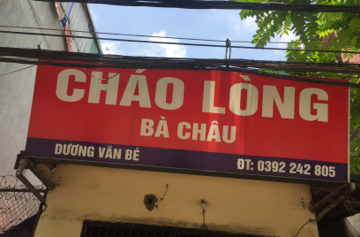 CHÁO LÒNG
BÀ CHÂU
DƯƠNG VĂN BÉ ĐT: 0392 242 805